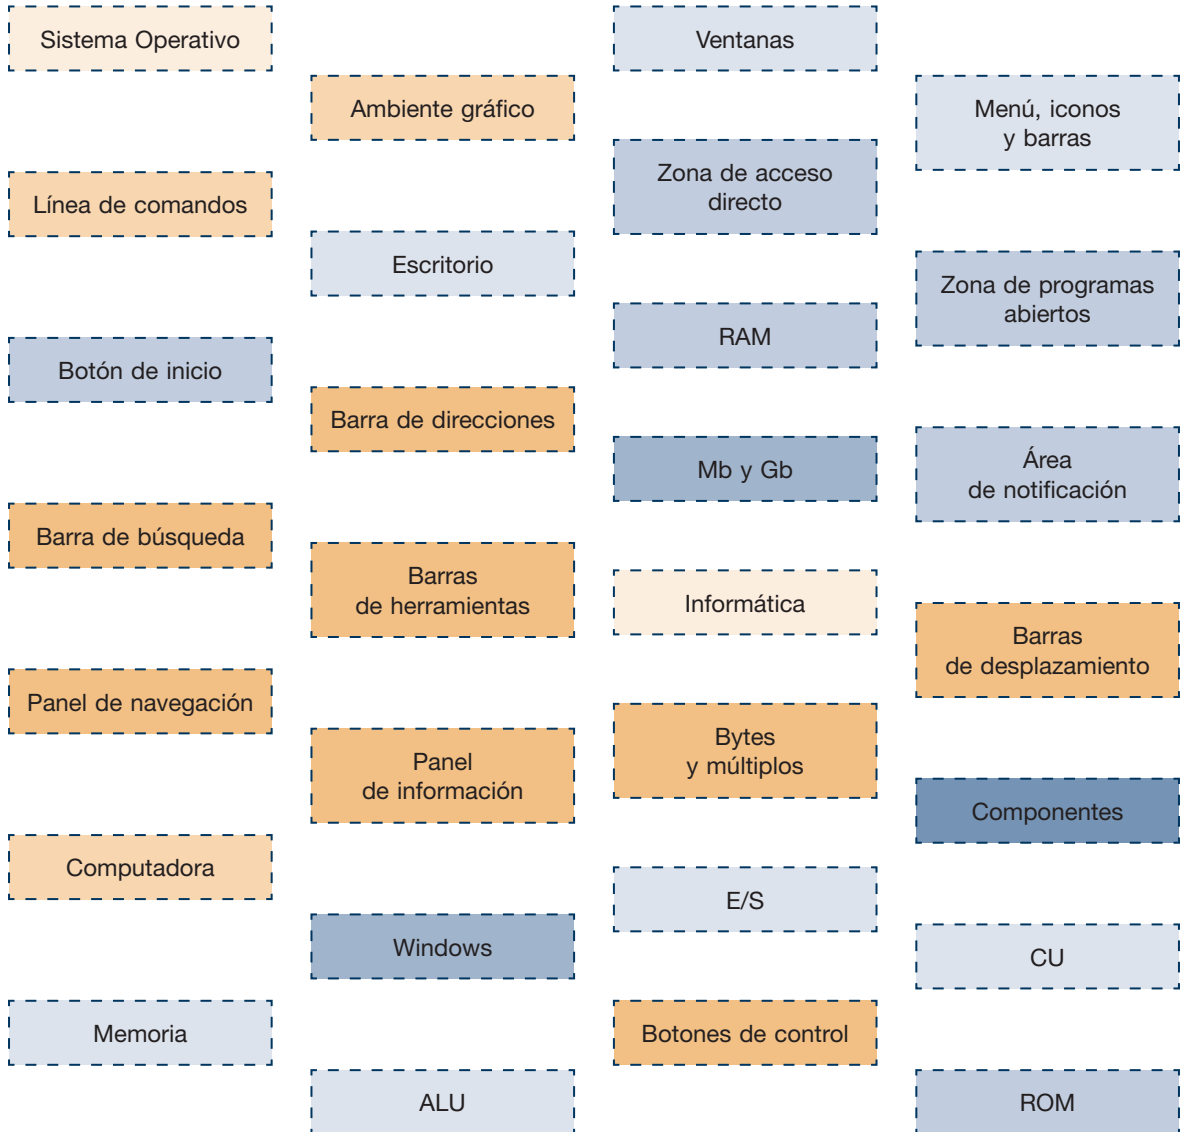 Sistema Operativo
Ventanas
Ambiente gráfico
Menú, iconos
y barras
Zona de acceso
directo
Línea de comandos
Escritorio
Zona de programas
abiertos
RAM
Botón de inicio
Barra de direcciones
Mb y Gb
Área
de notificación
Barra de búsqueda
Barras
de herramientas
Informática
Barras
de desplazamiento
Panel de navegación
Bytes
y múltiplos
Panel
de información
Componentes
Computadora
E/S
Windows
CU
Memoria
Botones de control
ALU
ROM